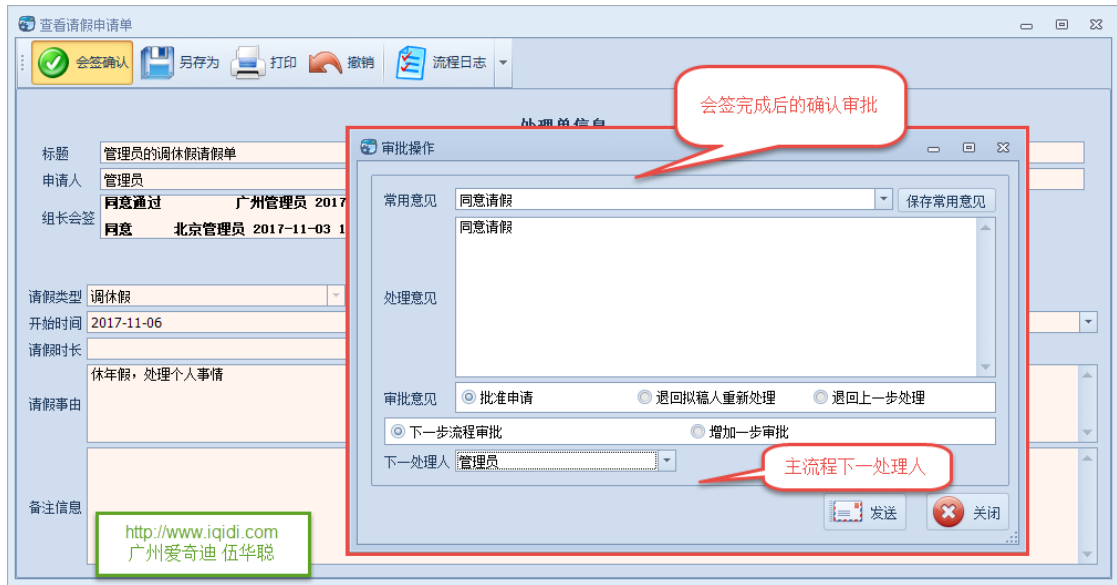 查看请假申请单
会签确认 另存为 打印 撤销 流程日志
会签完成后的确认审批
处理单信息
标题 管理员的调休假请假单
申请人 管理员
组长会签 同意通过 广州管理员 2017
同意 北京管理员 2017-11-03 1
请假类型 调休假
开始时间 2017-11-06
请假时长
请假事由 休年假，处理个人事情
备注信息
审批操作
常用意见 同意请假 保存常用意见
处理意见 同意请假
审批意见 批准申请 退回拟稿人重新处理 退回上一步处理
下一步流程审批 增加一步审批
下一处理人 管理员
主流程下一处理人
发送 关闭
http://www.iqidi.com
广州爱奇迪 伍华聪